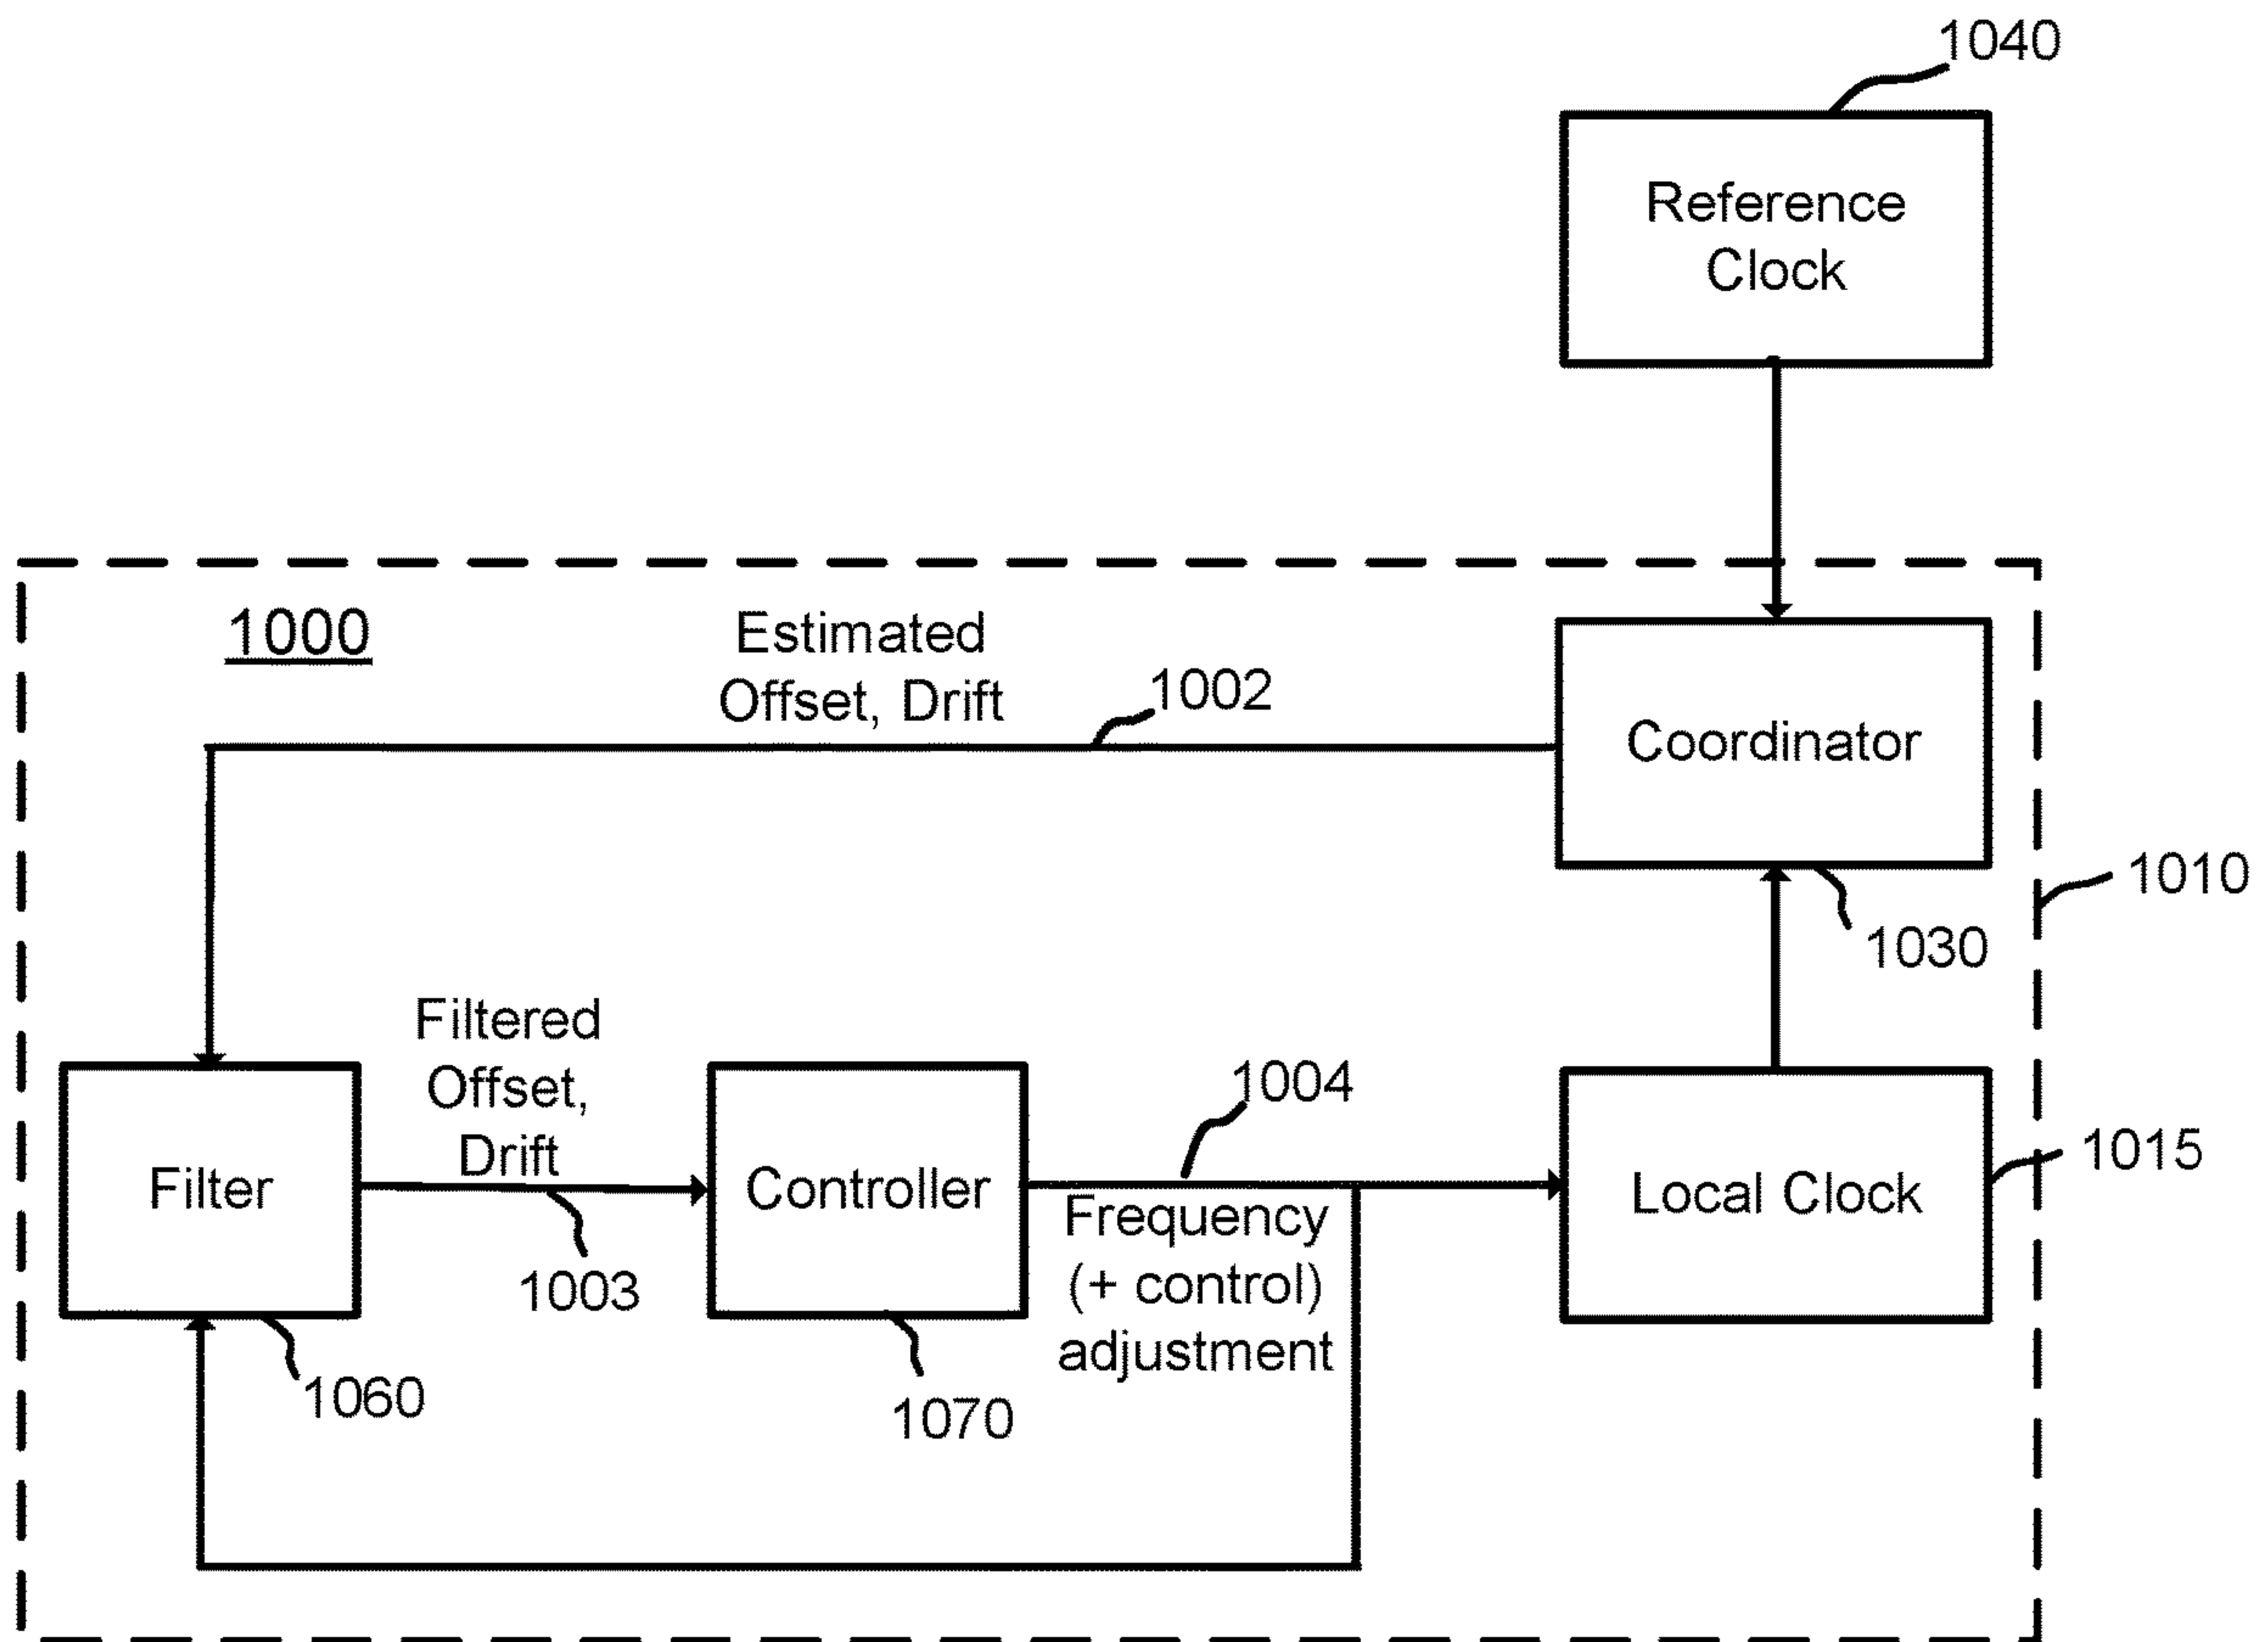 1040
Reference
Clock
1000
Estimated
Offset, Drift
1002
Coordinator
1010
1030
Filtered
Offset,
Drift
Filter
1003
Controller
1004
Frequency
(+ control)
adjustment
Local Clock
1015
1060
1070